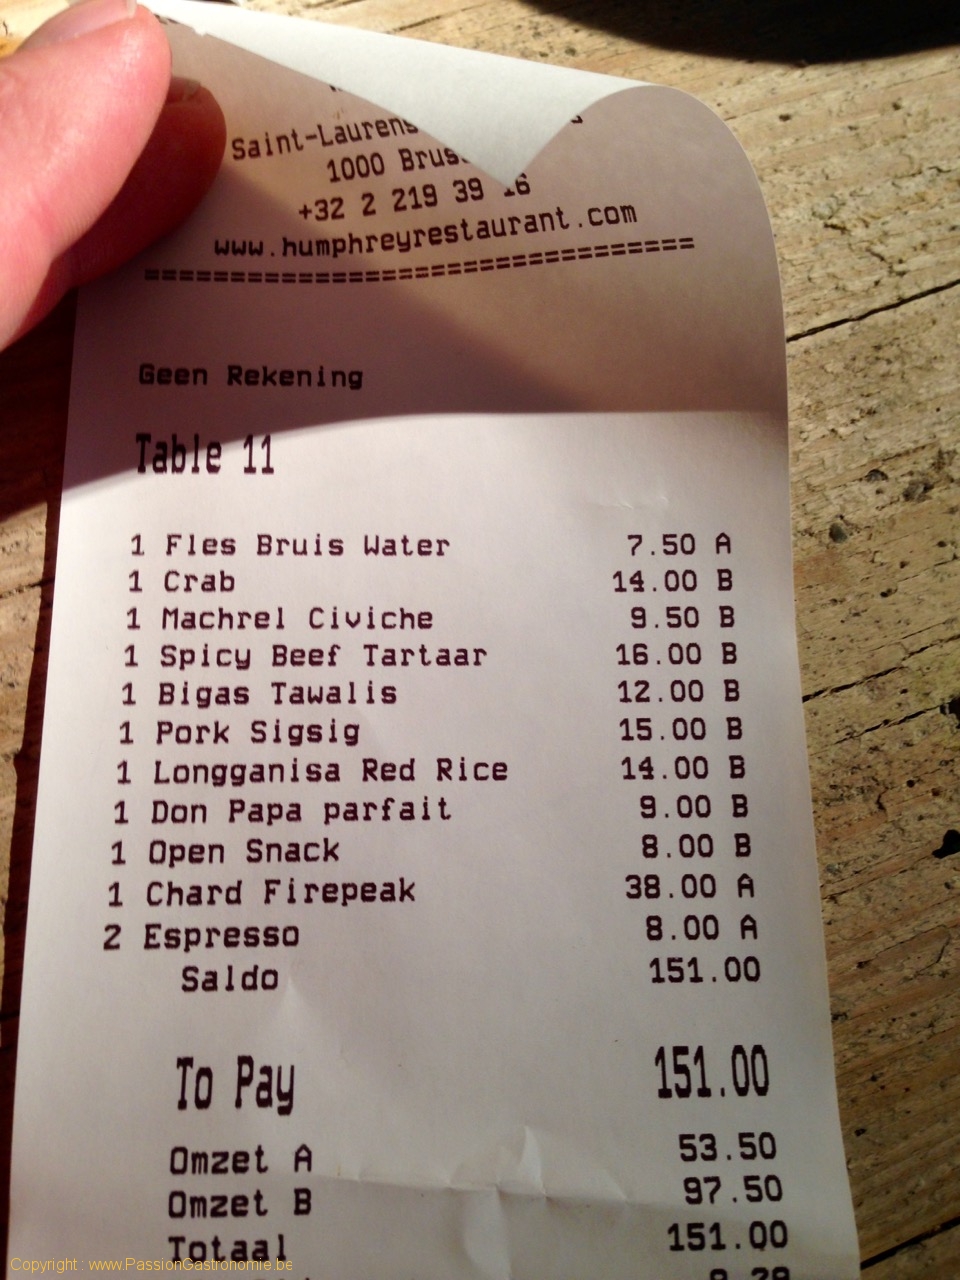 Saint-Laurens
1000
+32 2 219 39 16
www.humphreyrestaurant.com
==============================
Geen Rekening
Table 11
1 Fles Bruis Water 7.50 A
1 Crab 14.00 B
1 Machrel Civiche 9.50 B
1 Spicy Beef Tartaar 16.00 B
1 Bigas Tawalis 12.00 B
1 Pork Sigsig 15.00 B
1 Longganisa Red Rice 14.00 B
1 Don Papa parfait 9.00 B
1 Open Snack 8.00 B
1 Chard Firepeak 38.00 A
2 Espresso 8.00 A
Saldo 151.00
To Pay 151.00
Omzet A 53.50
Omzet B 97.50
Totaal 151.00
Copyright : www.PassionGastronomie.be